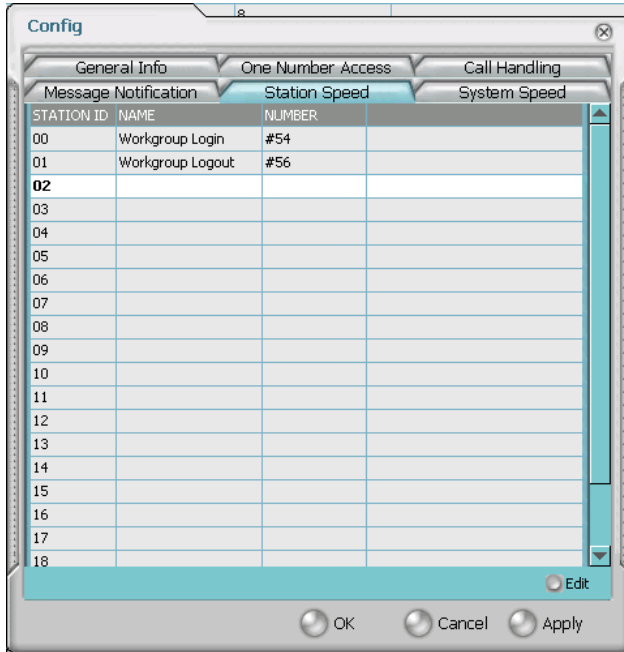 8
Config
General Info One Number Access Call Handling
Message Notification Station Speed System Speed
STATION ID NAME NUMBER
00 Workgroup Login #54
01 Workgroup Logout #56
02
03
04
05
06
07
08
09
10
11
12
13
14
15
16
17
18
Edit
OK Cancel Apply